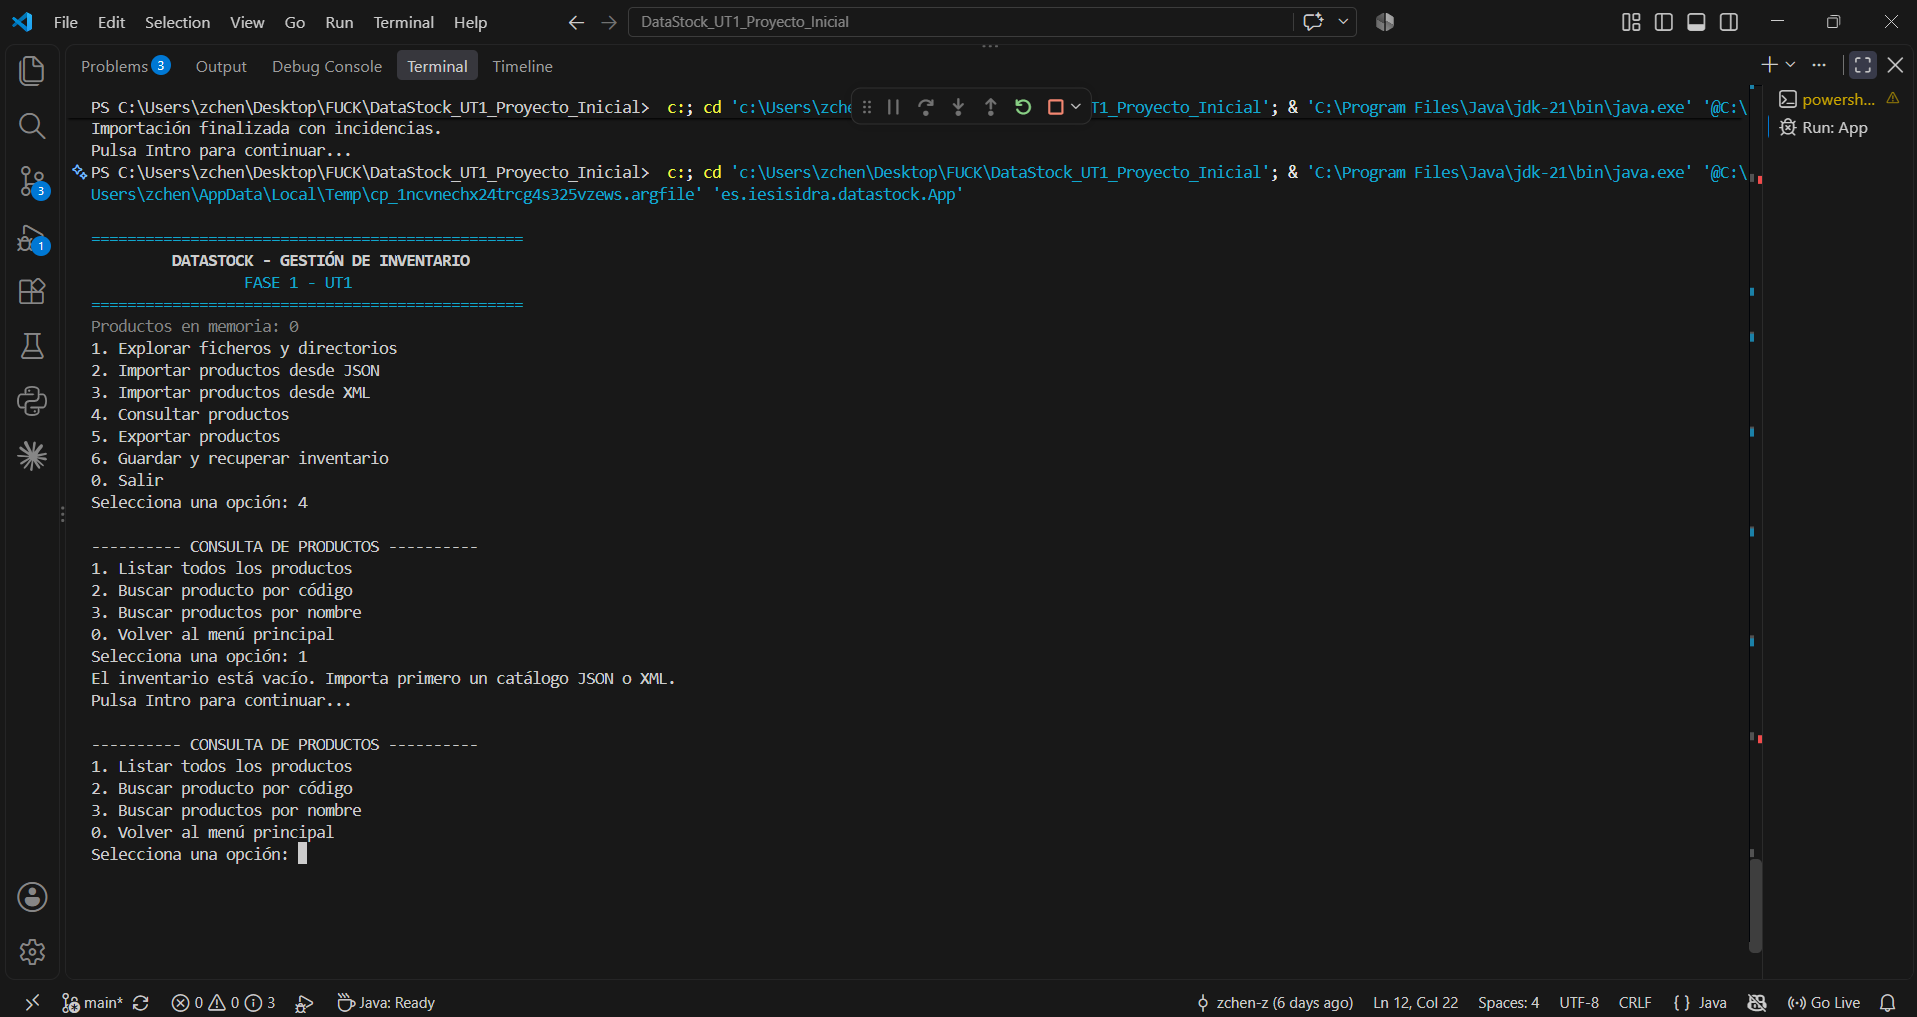 File Edit Selection View Go Run Terminal Help
DataStock_UT1_Proyecto_Inicial
Problems 3 Output Debug Console Terminal Timeline
PS C:\Users\zchen\Desktop\FUCK\DataStock_UT1_Proyecto_Inicial> c:; cd 'c:\Users\zche T1_Proyecto_Inicial'; & 'C:\Program Files\Java\jdk-21\bin\java.exe' '@C:\
Importación finalizada con incidencias.
Pulsa Intro para continuar...
PS C:\Users\zchen\Desktop\FUCK\DataStock_UT1_Proyecto_Inicial> c:; cd 'c:\Users\zchen\Desktop\FUCK\DataStock_UT1_Proyecto_Inicial'; & 'C:\Program Files\Java\jdk-21\bin\java.exe' '@C:\
Users\zchen\AppData\Local\Temp\cp_1ncvnechx24trcg4s325vzews.argfile' 'es.iesisidra.datastock.App'
================================================
DATASTOCK - GESTIÓN DE INVENTARIO
FASE 1 - UT1
================================================
Productos en memoria: 0
1. Explorar ficheros y directorios
2. Importar productos desde JSON
3. Importar productos desde XML
4. Consultar productos
5. Exportar productos
6. Guardar y recuperar inventario
0. Salir
Selecciona una opción: 4
---------- CONSULTA DE PRODUCTOS ----------
1. Listar todos los productos
2. Buscar producto por código
3. Buscar productos por nombre
0. Volver al menú principal
Selecciona una opción: 1
El inventario está vacío. Importa primero un catálogo JSON o XML.
Pulsa Intro para continuar...
---------- CONSULTA DE PRODUCTOS ----------
1. Listar todos los productos
2. Buscar producto por código
3. Buscar productos por nombre
0. Volver al menú principal
Selecciona una opción:
powersh...
Run: App
3
1
main* 0 0 3 Java: Ready zchen-z (6 days ago) Ln 12, Col 22 Spaces: 4 UTF-8 CRLF { } Java Go Live